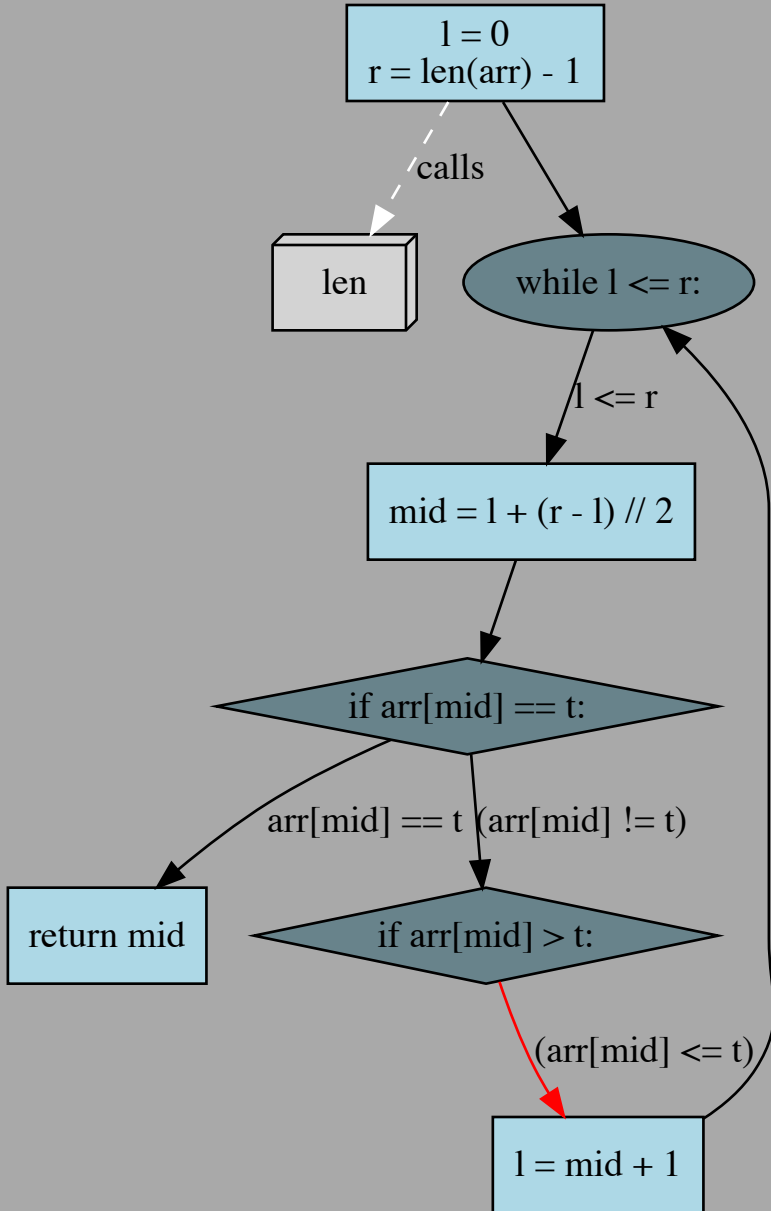 l = 0
r = len(arr) - 1
calls
len
while l <= r:
l <= r
mid = l + (r - l) // 2
if arr[mid] == t:
arr[mid] == t
(arr[mid] != t)
return mid
if arr[mid] > t:
(arr[mid] <= t)
l = mid + 1